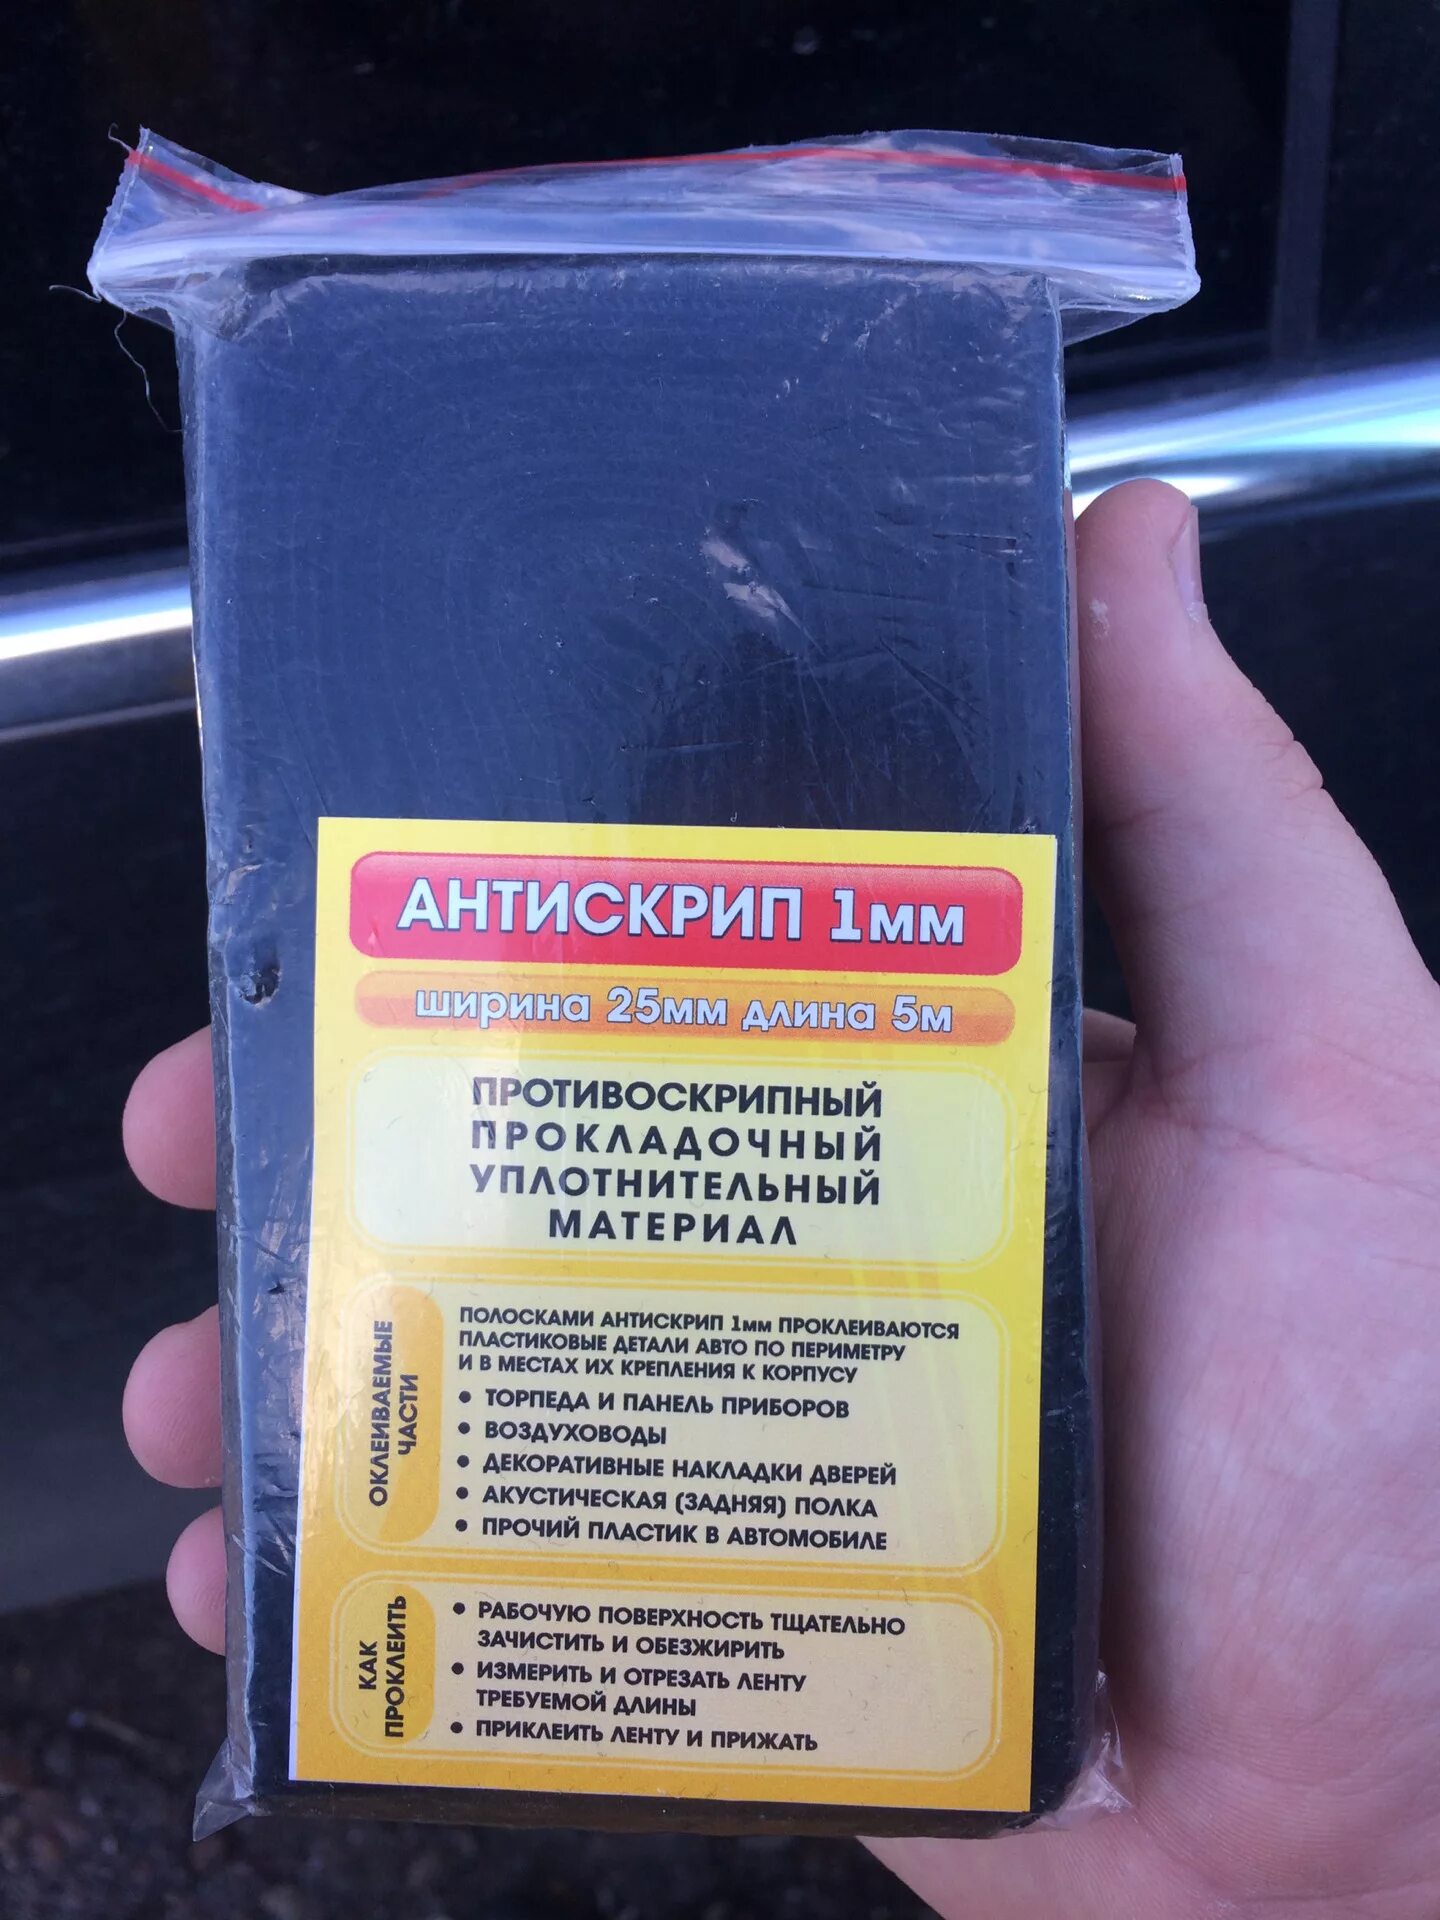 АНТИСКРИП 1мм
ширина 25мм длина 5м
ПРОТИВОСКРИПНЫЙ
ПРОКЛАДОЧНЫЙ
УПЛОТНИТЕЛЬНЫЙ
МАТЕРИАЛ
ОКЛЕИВАЕМЫЕ
ЧАСТИ
ПОЛОСКАМИ АНТИСКРИП 1мм ПРОКЛЕИВАЮТСЯ
ПЛАСТИКОВЫЕ ДЕТАЛИ АВТО ПО ПЕРИМЕТРУ
И В МЕСТАХ ИХ КРЕПЛЕНИЯ К КОРПУСУ
• ТОРПЕДА И ПАНЕЛЬ ПРИБОРОВ
• ВОЗДУХОВОДЫ
• ДЕКОРАТИВНЫЕ НАКЛАДКИ ДВЕРЕЙ
• АКУСТИЧЕСКАЯ (ЗАДНЯЯ) ПОЛКА
• ПРОЧИЙ ПЛАСТИК В АВТОМОБИЛЕ
КАК
ПРОКЛЕИТЬ
• РАБОЧУЮ ПОВЕРХНОСТЬ ТЩАТЕЛЬНО
ЗАЧИСТИТЬ И ОБЕЗЖИРИТЬ
• ИЗМЕРИТЬ И ОТРЕЗАТЬ ЛЕНТУ
ТРЕБУЕМОЙ ДЛИНЫ
• ПРИКЛЕИТЬ ЛЕНТУ И ПРИЖАТЬ